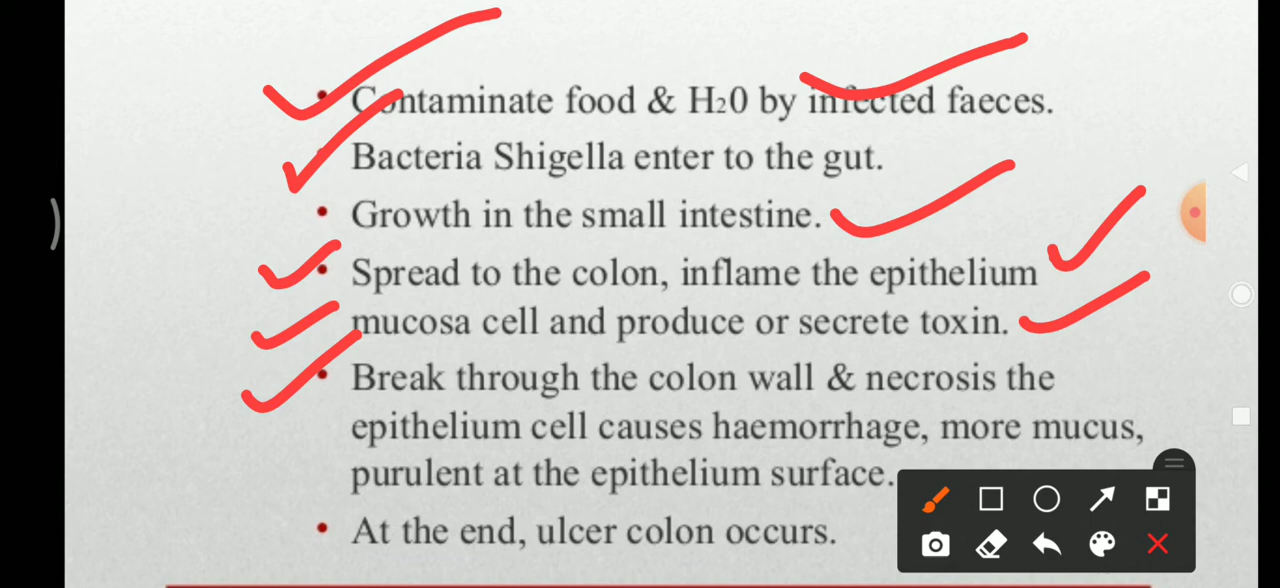 • Contaminate food & H₂0 by infected faeces.
Bacteria Shigella enter to the gut.
• Growth in the small intestine.
• Spread to the colon, inflame the epithelium
mucosa cell and produce or secrete toxin.
• Break through the colon wall & necrosis the
epithelium cell causes haemorrhage, more mucus,
purulent at the epithelium surface.
• At the end, ulcer colon occurs.